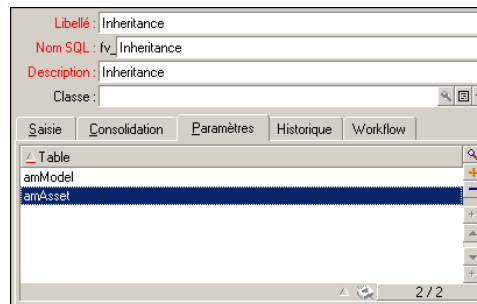 Libellé : Inheritance
Nom SQL : fv_ Inheritance
Description : Inheritance
Classe :
Saisie Consolidation Paramètres Historique Workflow
Table
amModel
amAsset
2 / 2